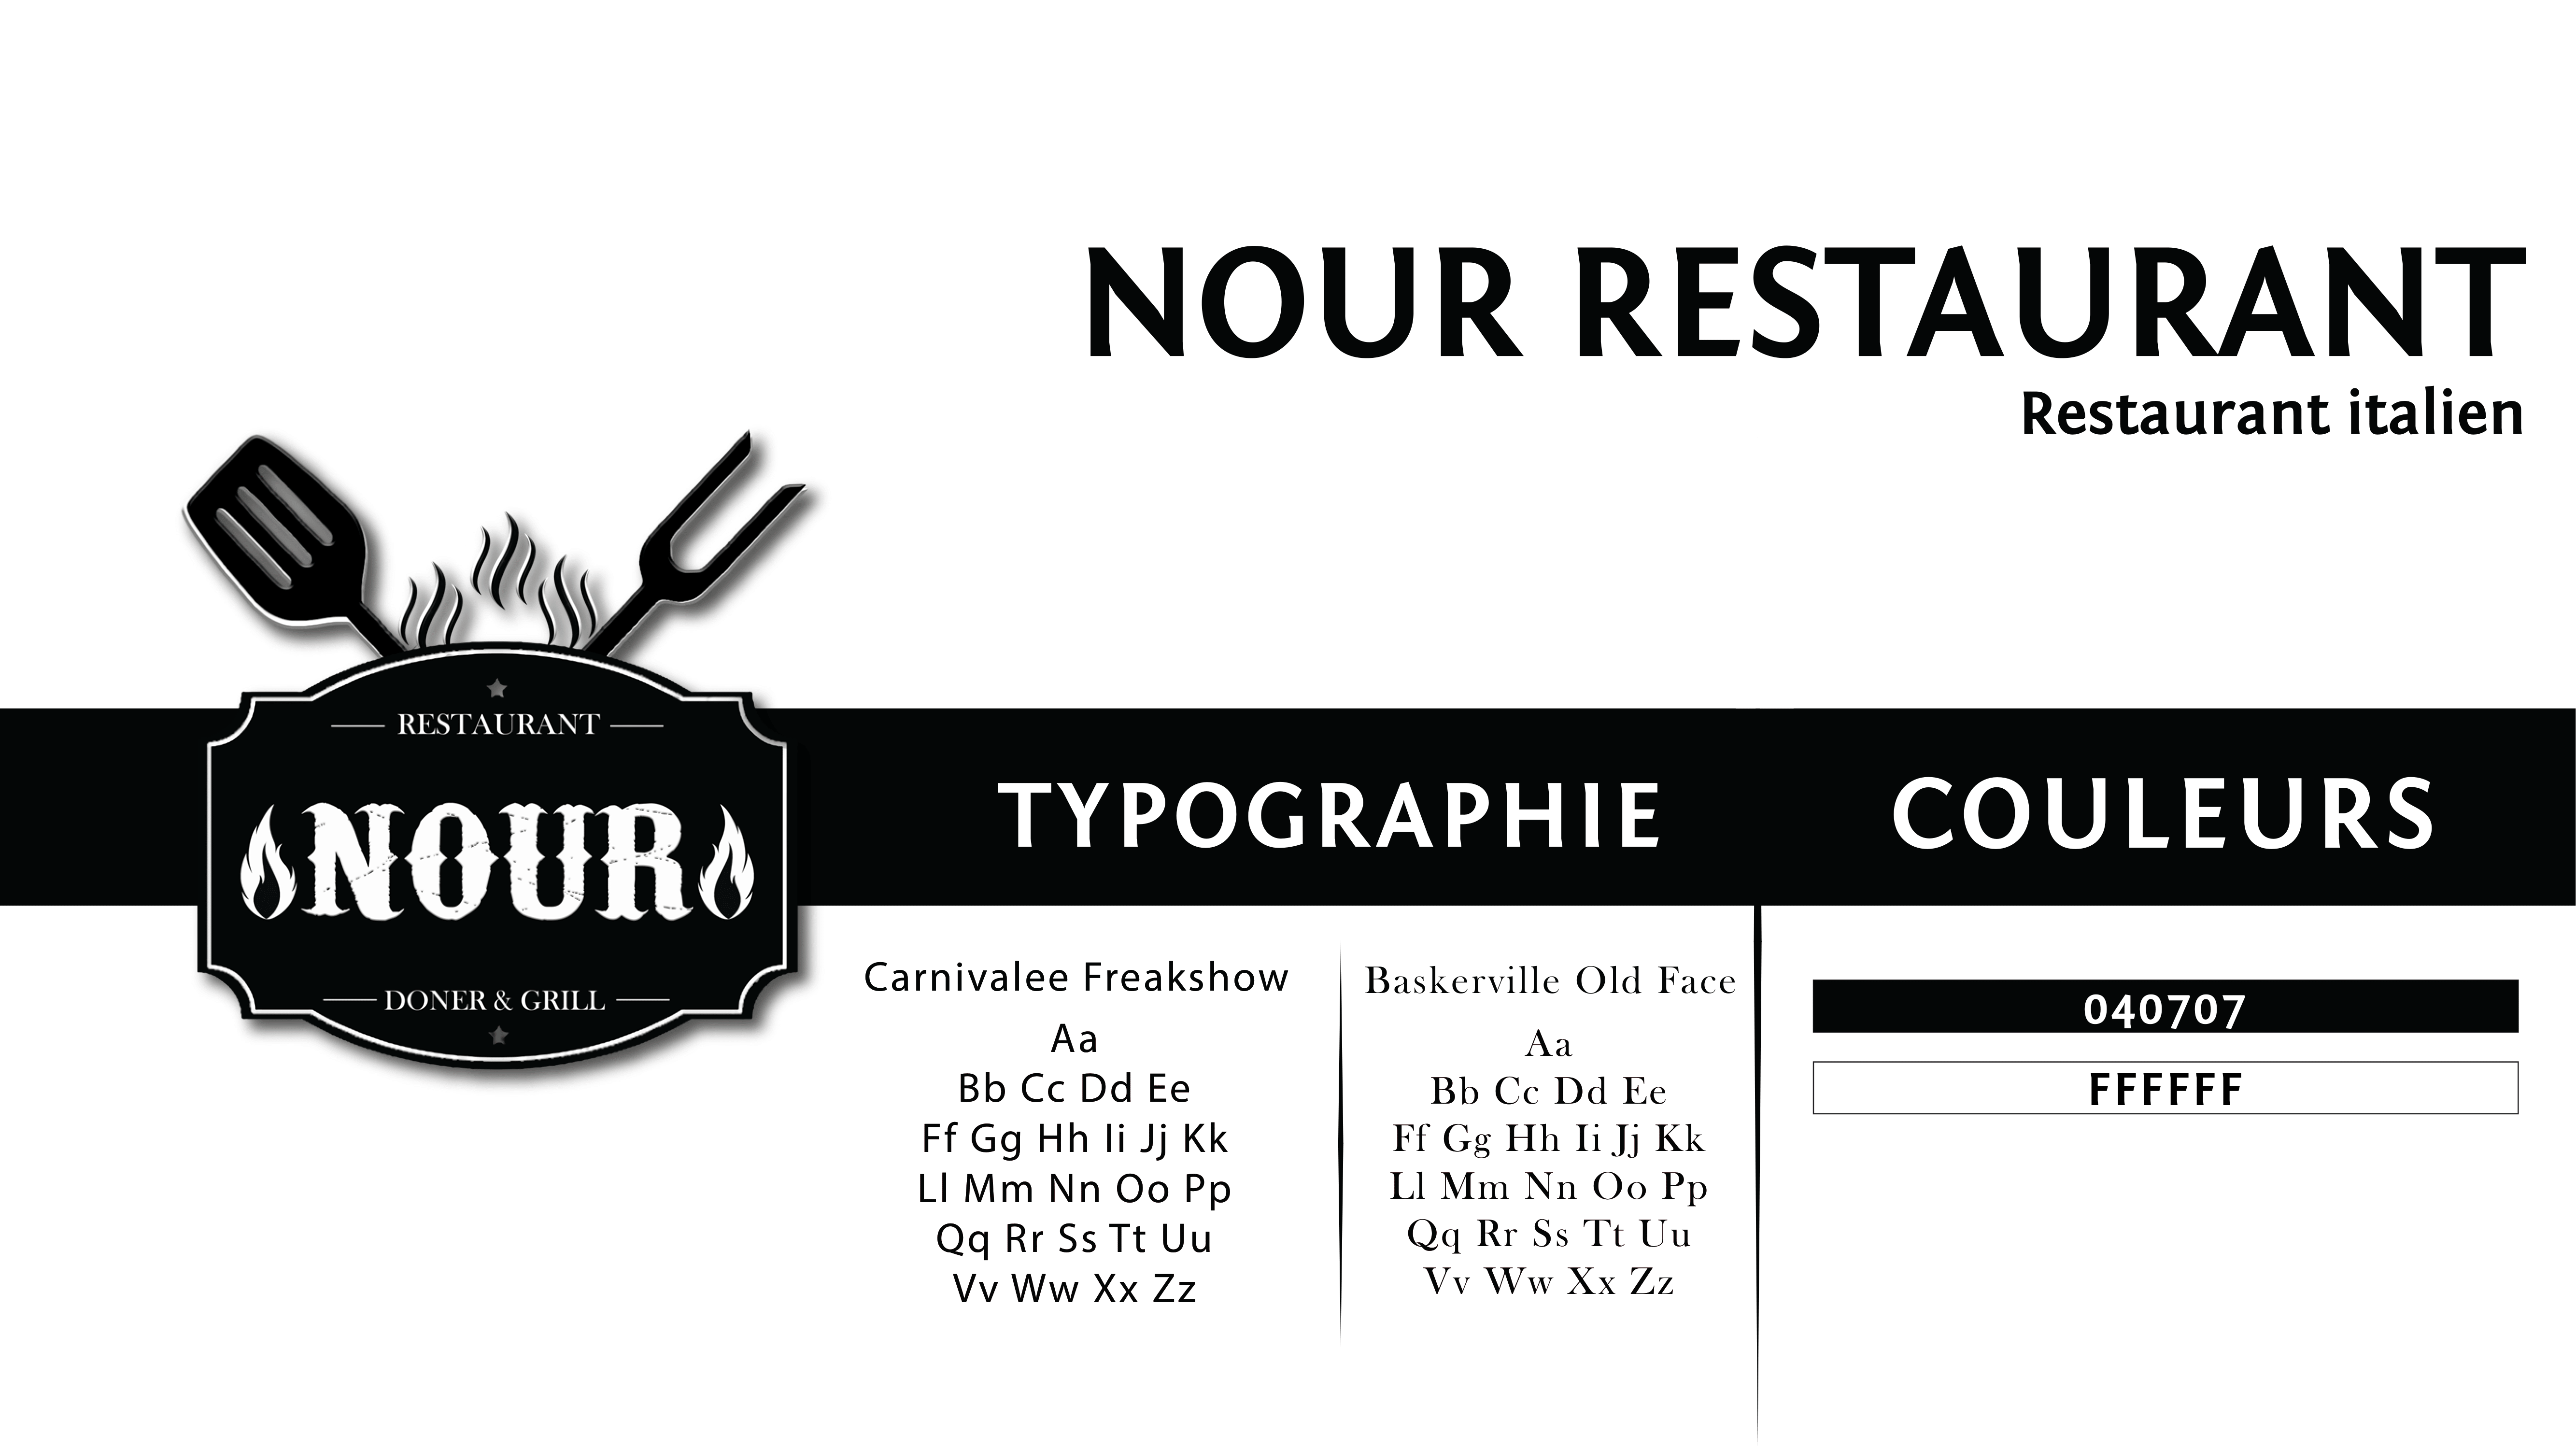 NOUR RESTAURANT
Restaurant italien
RESTAURANT
NOUR
DONER & GRILL
TYPOGRAPHIE
COULEURS
Carnivalee Freakshow
Aa
Bb Cc Dd Ee
Ff Gg Hh Ii Jj Kk
Ll Mm Nn Oo Pp
Qq Rr Ss Tt Uu
Vv Ww Xx Zz
Baskerville Old Face
Aa
Bb Cc Dd Ee
Ff Gg Hh Ii Jj Kk
Ll Mm Nn Oo Pp
Qq Rr Ss Tt Uu
Vv Ww Xx Zz
040707
FFFFFF